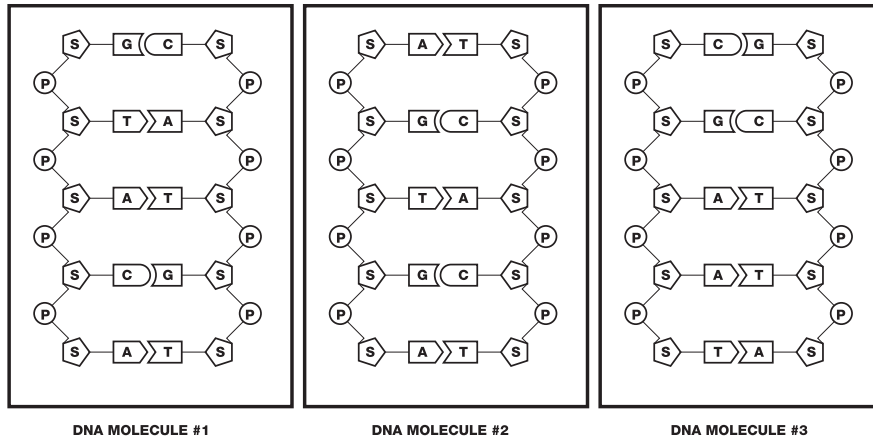 S G C S S A T S S C G S
P P P P P P
S T A S S G C S S G C S
P P P P P P
S A T S S T A S S A T S
P P P P P P
S C G S S G C S S A T S
P P P P P P
S A T S S A T S S T A S
DNA MOLECULE #1 DNA MOLECULE #2 DNA MOLECULE #3